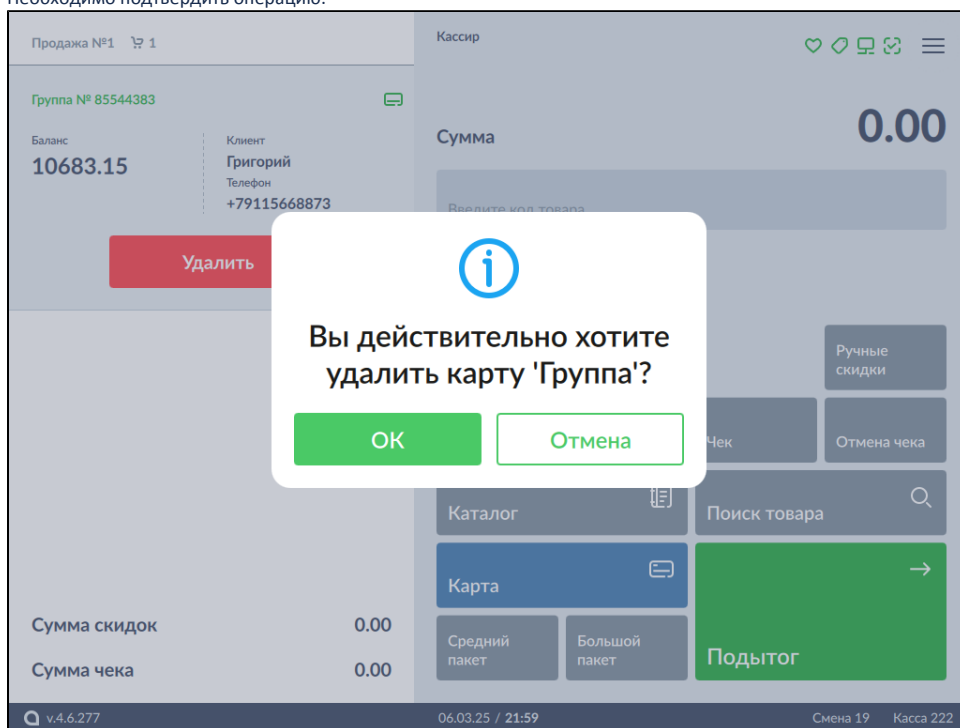 Необходимо подтвердить операцию.
Продажа №1 1
Группа № 85544383
Баланс
10683.15
Клиент
Григорий
Телефон
+79115668873
Удалить
Кассир
Сумма
0.00
Введите код товара
Вы действительно хотите
удалить карту 'Группа'?
ОК
Отмена
Ручные
скидки
Чек
Отмена чека
Каталог
Поиск товара
Карта
Средний
пакет
Большой
пакет
Подытог
Сумма скидок 0.00
Сумма чека 0.00
v.4.6.277
06.03.25 / 21:59
Смена 19 Касса 222